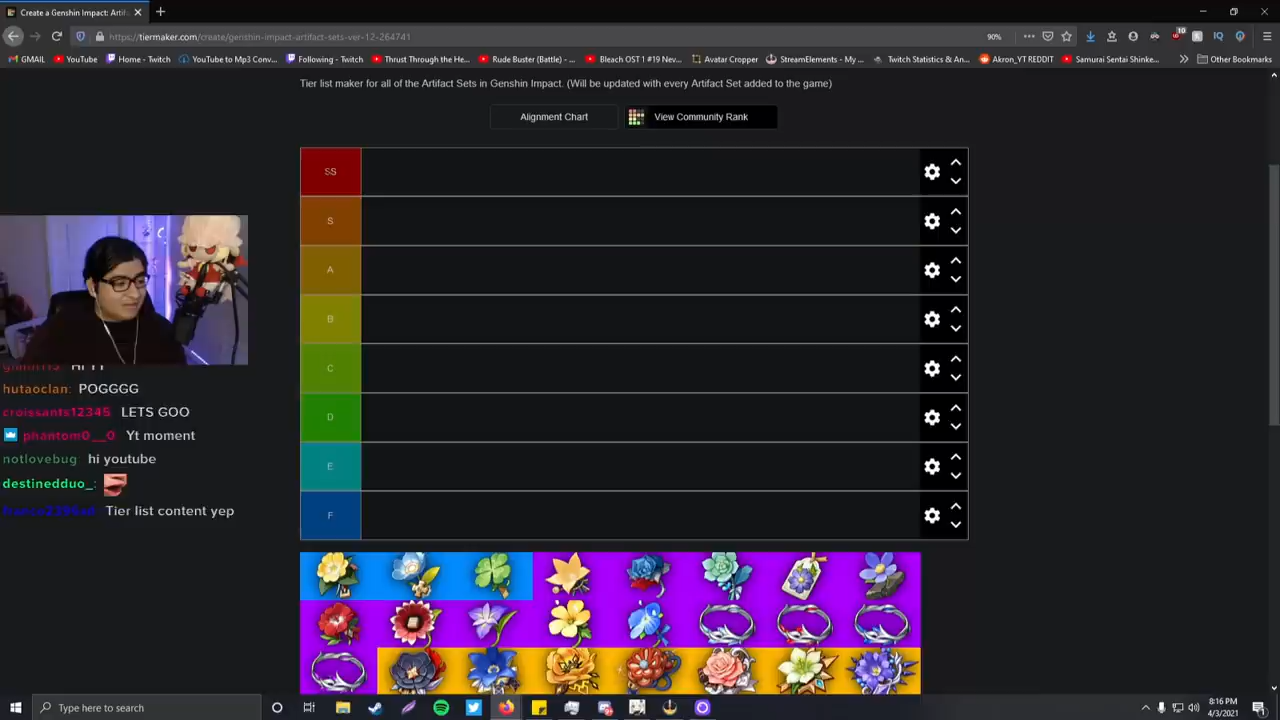 Create a Genshin Impact: Artif
https://tiermaker.com/create/genshin-impact-artifact-sets-ver-12-264741
90%
10
GMAIL
YouTube
Home - Twitch
YouTube to Mp3 Conv...
Following - Twitch
Thrust Through the He...
Rude Buster (Battle) - ...
Bleach OST 1 #19 Nev...
Avatar Cropper
StreamElements - My ...
Twitch Statistics & An...
Akron_YT REDDIT
Samurai Sentai Shinke...
Other Bookmarks
Tier list maker for all of the Artifact Sets in Genshin Impact. (Will be updated with every Artifact Set added to the game)
Alignment Chart
View Community Rank
SS
S
A
B
C
D
E
F
hutaoclan: POGGGG
croissants12345 LETS GOO
phantom0__0 Yt moment
notlovebug: hi youtube
destinedduo_:
Tier list content yep
Type here to search
8:16 PM
4/3/2021